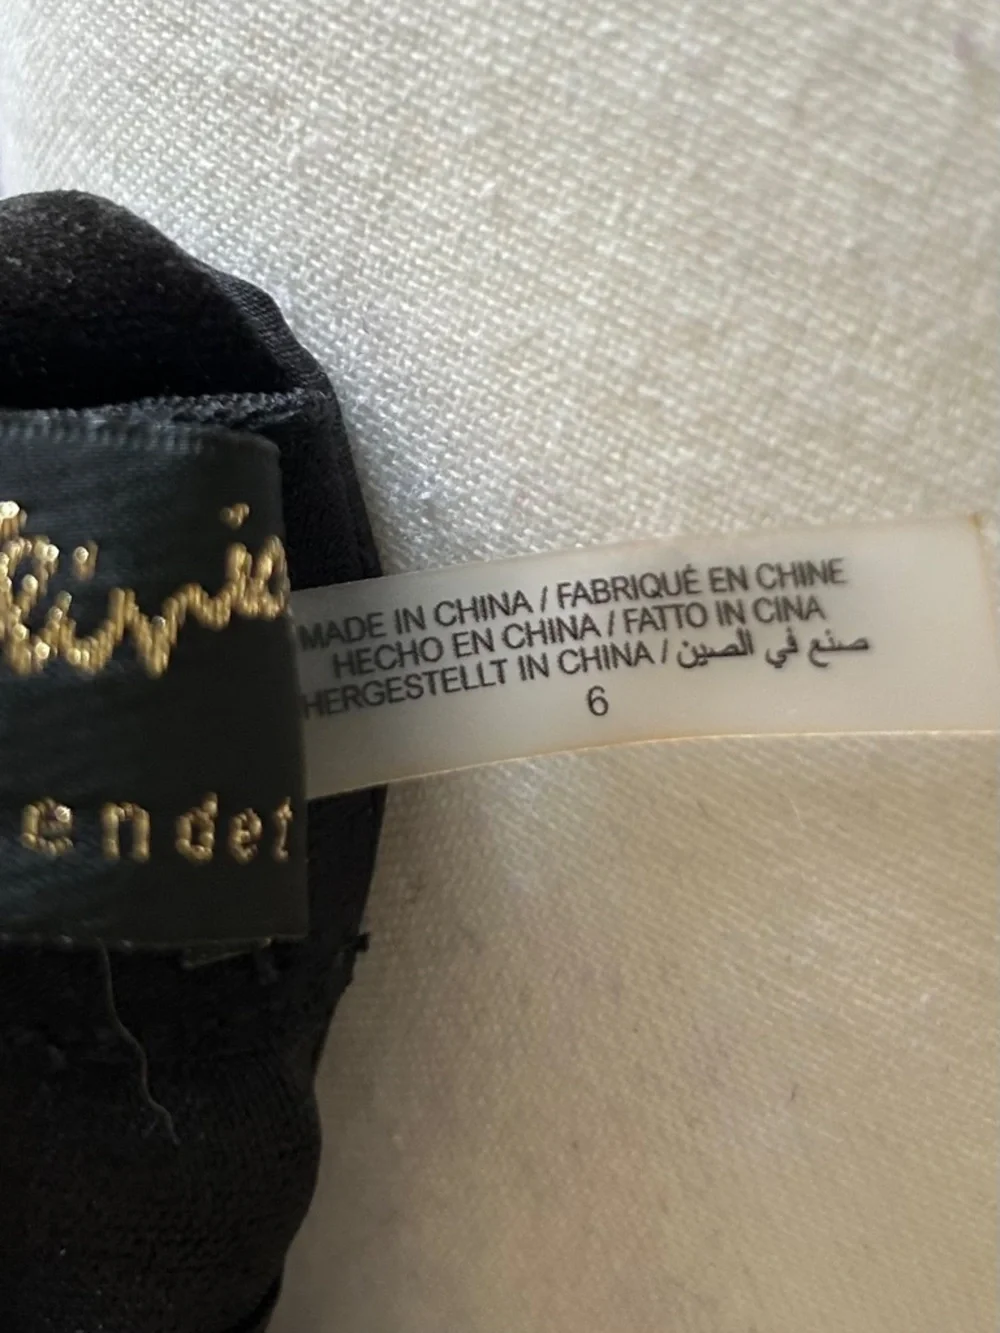 MADE IN CHINA / FABRIQUÉ EN CHINE
HECHO EN CHINA / FATTO IN CINA
HERGESTELLT IN CHINA / صنع في الصين
6
endet